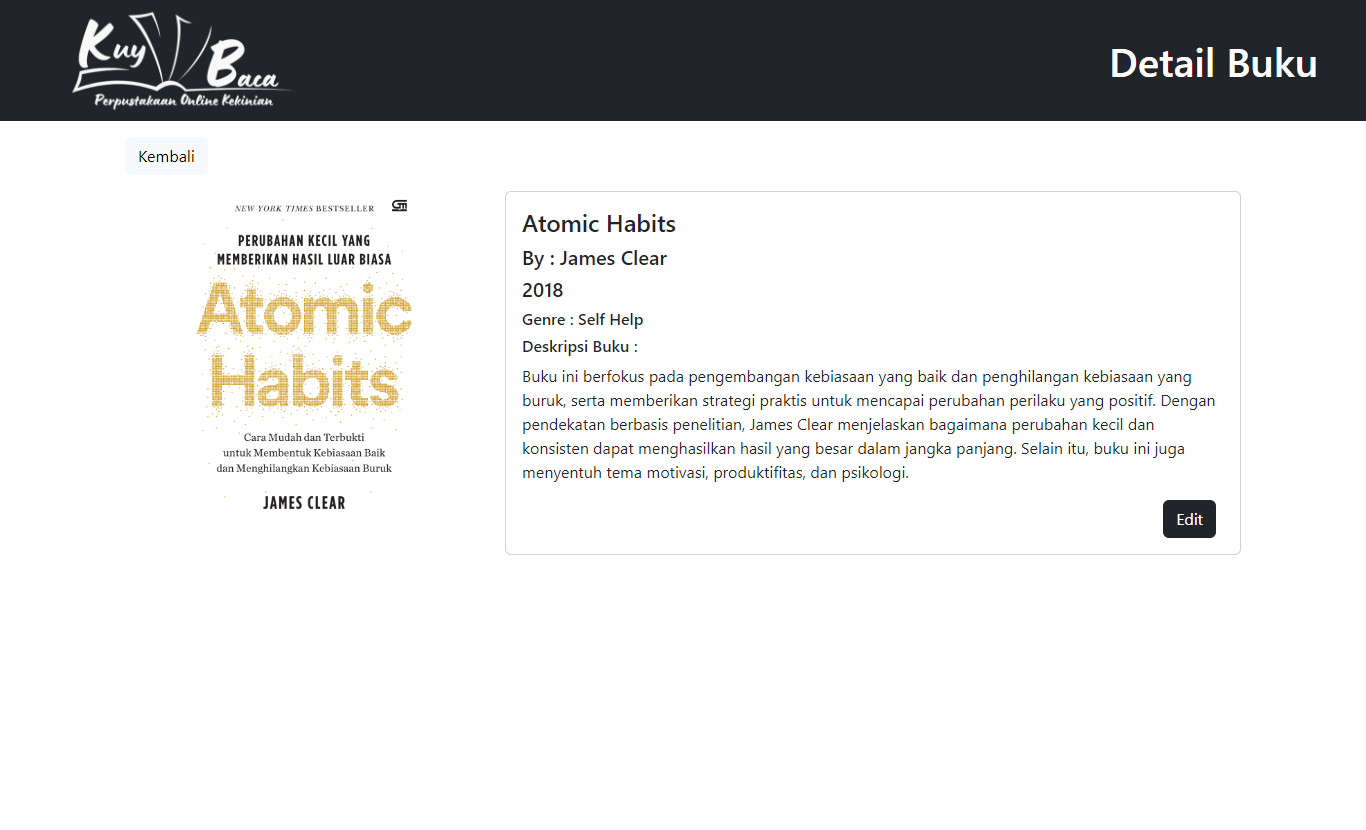 Kuy Baca
Perpustakaan Online Kekinian
Detail Buku
Kembali
NEW YORK TIMES BESTSELLER
PERUBAHAN KECIL YANG
MEMBERIKAN HASIL LUAR BIASA
Atomic
Habits
Cara Mudah dan Terbukti
untuk Membentuk Kebiasaan Baik
dan Menghilangkan Kebiasaan Buruk
JAMES CLEAR
Atomic Habits
By : James Clear
2018
Genre : Self Help
Deskripsi Buku :
Buku ini berfokus pada pengembangan kebiasaan yang baik dan penghilangan kebiasaan yang
buruk, serta memberikan strategi praktis untuk mencapai perubahan perilaku yang positif. Dengan
pendekatan berbasis penelitian, James Clear menjelaskan bagaimana perubahan kecil dan
konsisten dapat menghasilkan hasil yang besar dalam jangka panjang. Selain itu, buku ini juga
menyentuh tema motivasi, produktifitas, dan psikologi.
Edit